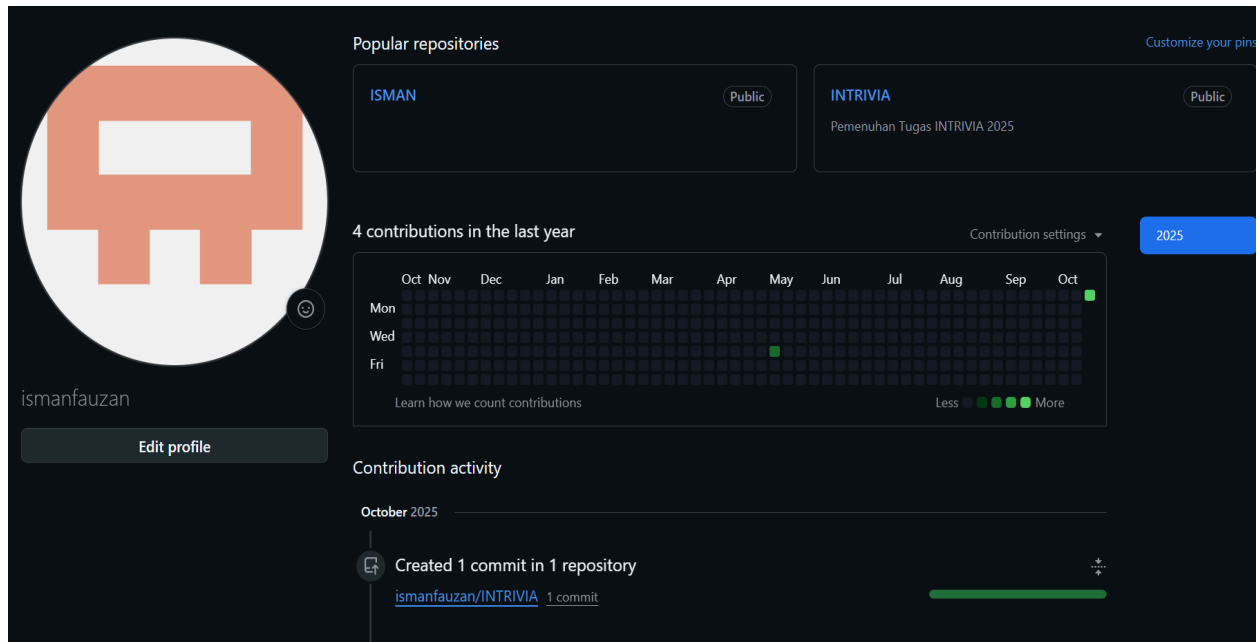 Popular repositories
Customize your pins
ISMAN
Public
INTRIVIA
Public
Pemenuhan Tugas INTRIVIA 2025
4 contributions in the last year
Contribution settings
2025
Oct Nov Dec Jan Feb Mar Apr May Jun Jul Aug Sep Oct
Mon
Wed
Fri
Learn how we count contributions
Less
More
ismanfauzan
Edit profile
Contribution activity
October 2025
Created 1 commit in 1 repository
ismanfauzan/INTRIVIA 1 commit